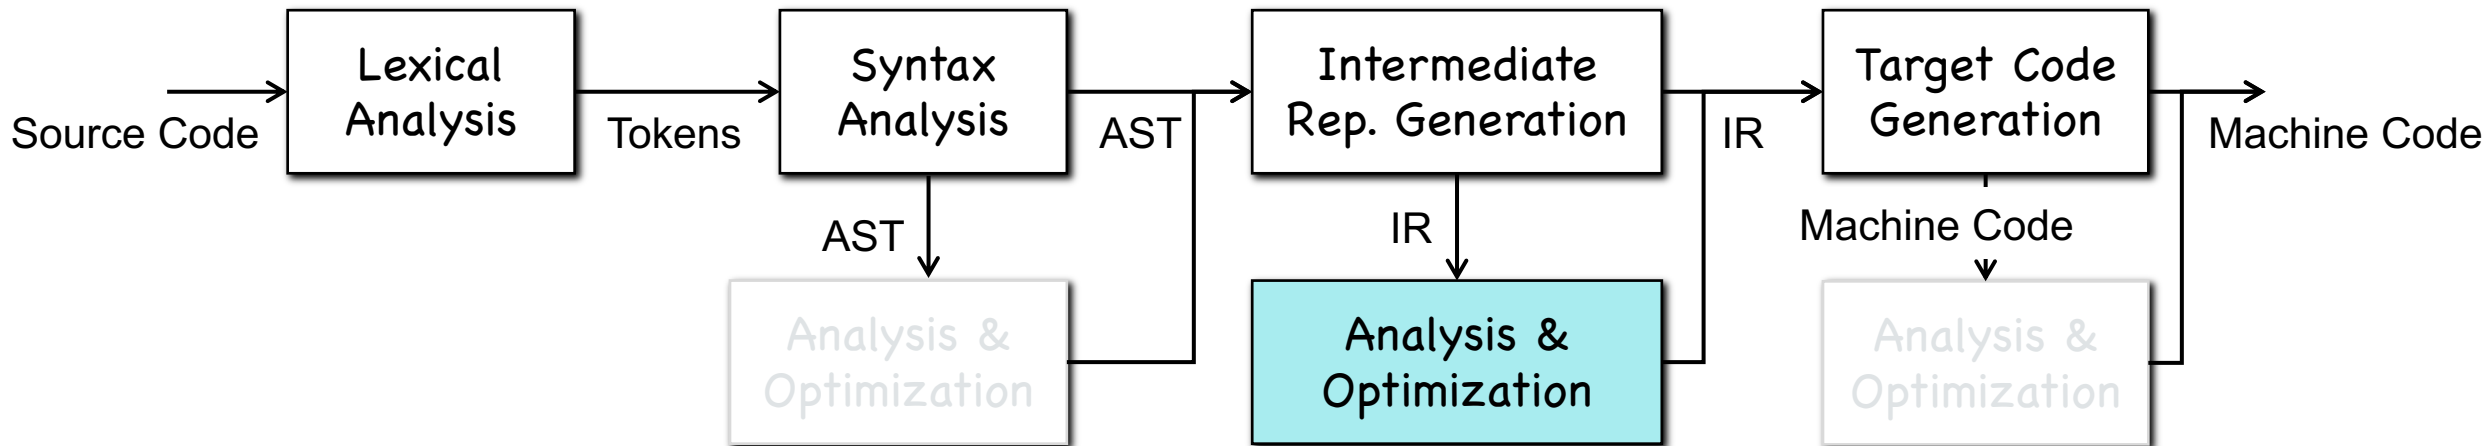 Lexical
Analysis
Syntax
Analysis
Intermediate
Rep. Generation
Target Code
Generation
Source Code
Tokens
AST
IR
Machine Code
AST
IR
Machine Code
Analysis &
Optimization
Analysis &
Optimization
Analysis &
Optimization